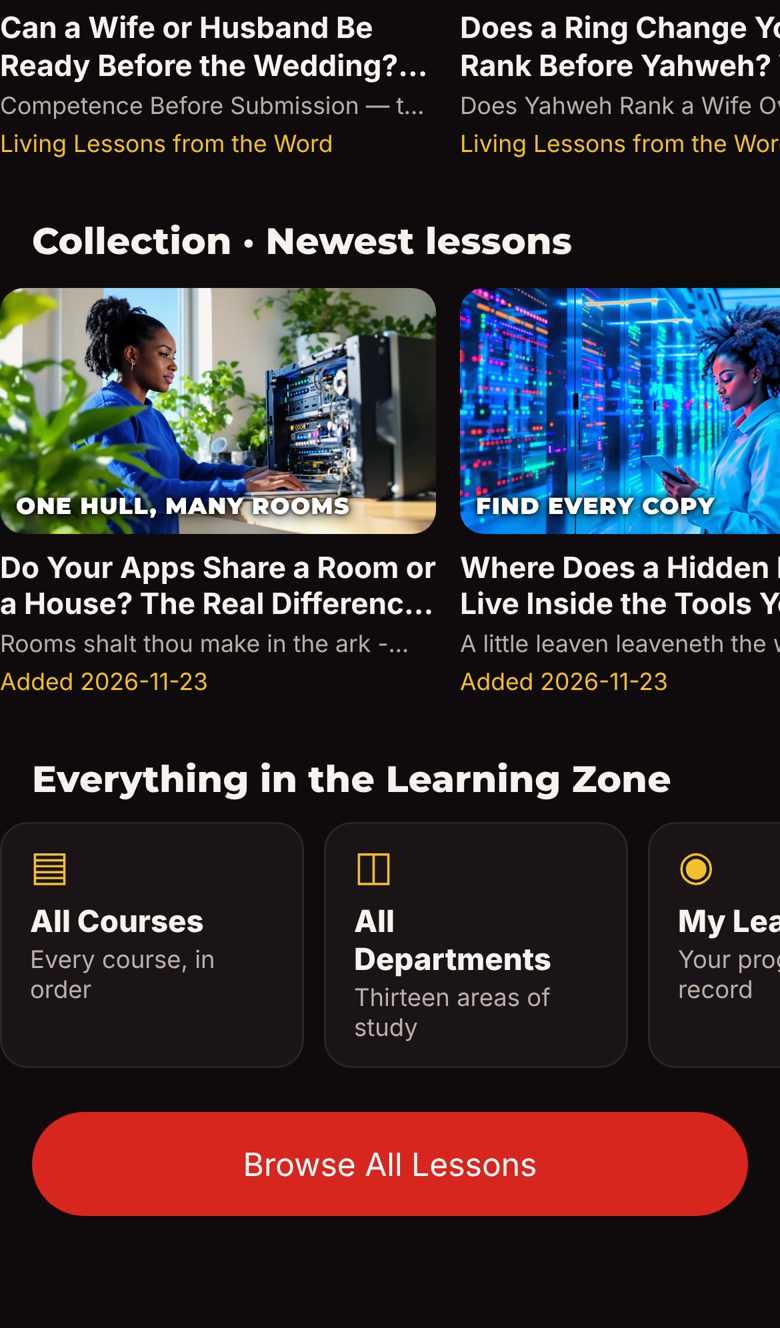 Can a Wife or Husband Be
Ready Before the Wedding?...
Competence Before Submission — t...
Living Lessons from the Word
Does a Ring Change
Rank Before Yahweh?
Does Yahweh Rank a Wife
Living Lessons from the
Collection · Newest lessons
ONE HULL, MANY ROOMS
Do Your Apps Share a Room or
a House? The Real Differenc...
Rooms shalt thou make in the ark -...
Added 2026-11-23
FIND EVERY COPY
Where Does a Hidden
Live Inside the Tools
A little leaven leaveneth the
Added 2026-11-23
Everything in the Learning Zone
All Courses
Every course, in
order
All
Departments
Thirteen areas of
study
My
Your
record
Browse All Lessons